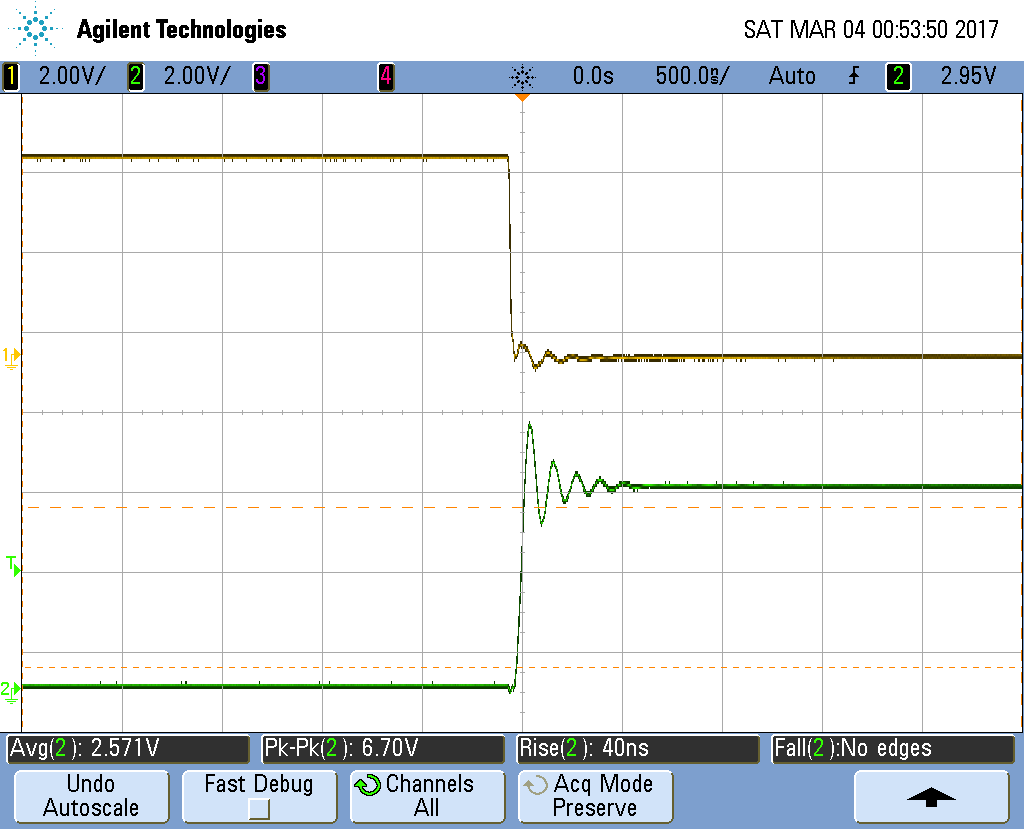 Agilent Technologies SAT MAR 04 00:53:50 2017
1 2.00V/ 2 2.00V/ 3 4 0.0s 500.0ns/ Auto 2 2.95V
1
T
2
Avg(2): 2.571V Pk-Pk(2): 6.70V Rise(2): 40ns Fall(2):No edges
Undo Autoscale Fast Debug Channels All Acq Mode Preserve